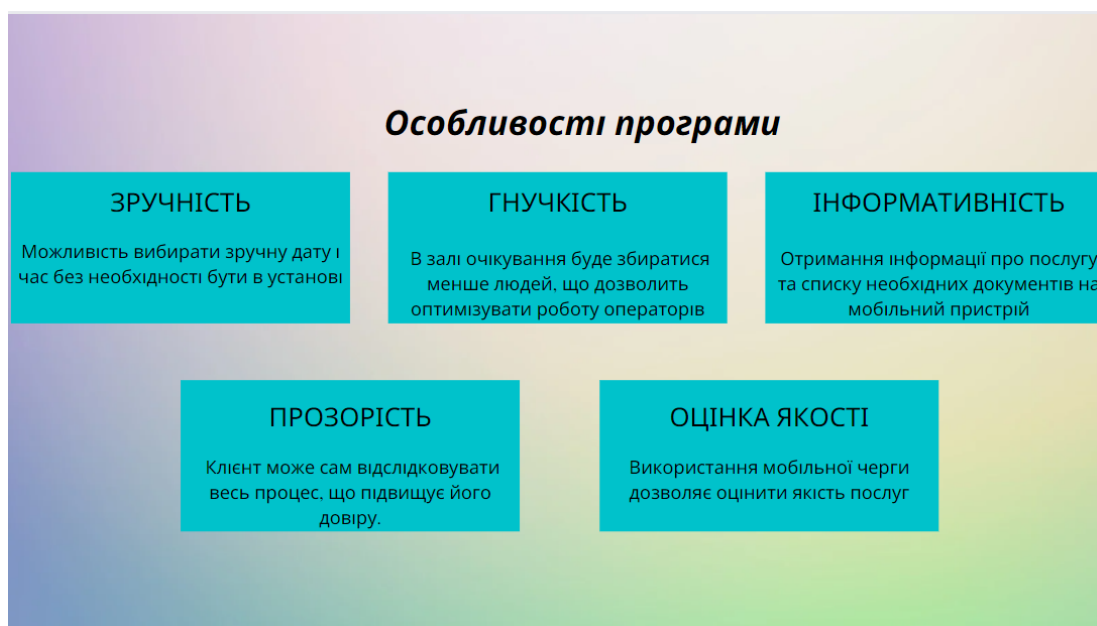 Особливості програми
ЗРУЧНІСТЬ
Можливість вибирати зручну дату і
час без необхідності бути в установі
ГНУЧКІСТЬ
В залі очікування буде збиратися
менше людей, що дозволить
оптимізувати роботу операторів
ІНФОРМАТИВНІСТЬ
Отримання інформації про послугу
та списку необхідних документів на
мобільний пристрій
ПРОЗОРІСТЬ
Клієнт може сам відслідковувати
весь процес, що підвищує його
довіру.
ОЦІНКА ЯКОСТІ
Використання мобільної черги
дозволяє оцінити якість послуг